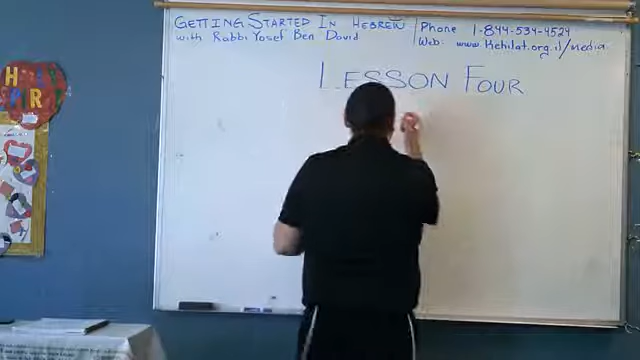 Getting Started In Hebrew
with Rabbi Yosef Ben David
Phone 1-844-534-4524
Web: www.Kehilat.org.il/media
Lesson Four